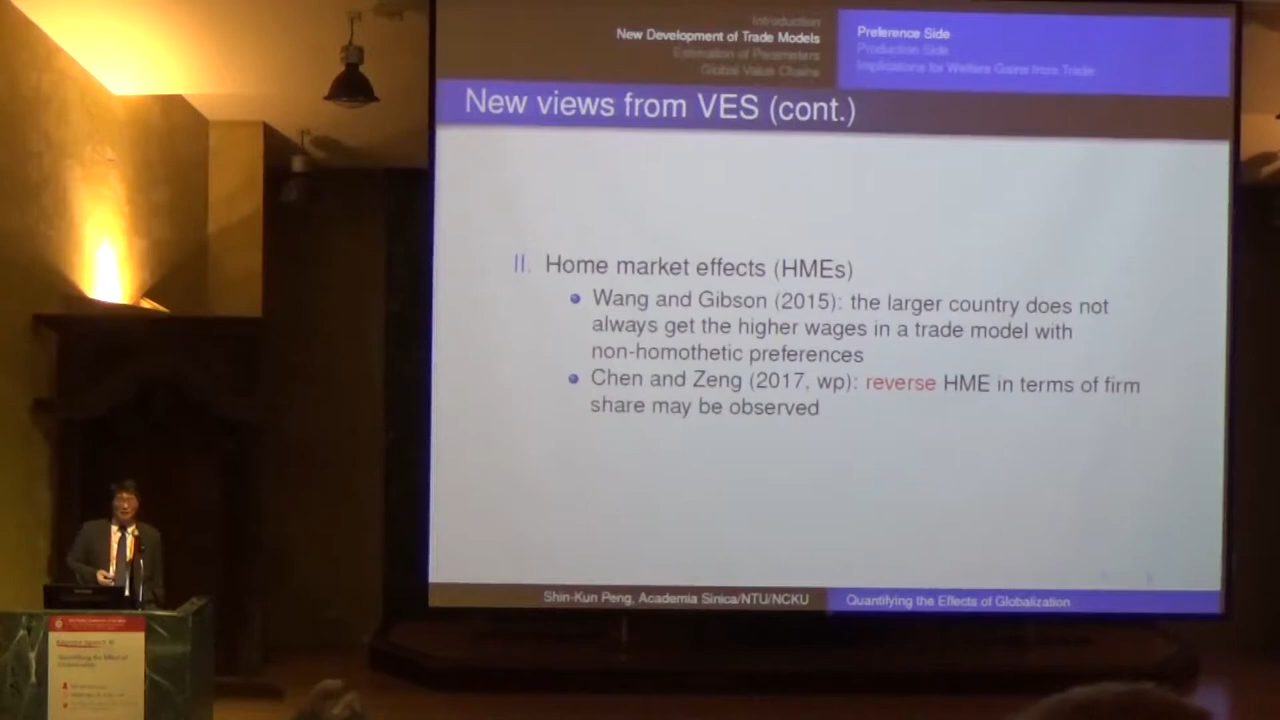 Introduction
New Development of Trade Models
Estimation of Parameters
Global Value Chains
Preference Side
Production Side
Implications for Welfare Gains from Trade
New views from VES (cont.)
II. Home market effects (HMEs)
Wang and Gibson (2015): the larger country does not
always get the higher wages in a trade model with
non-homothetic preferences
Chen and Zeng (2017, wp): reverse HME in terms of firm
share may be observed
Shin-Kun Peng, Academia Sinica/NTU/NCKU
Quantifying the Effects of Globalization